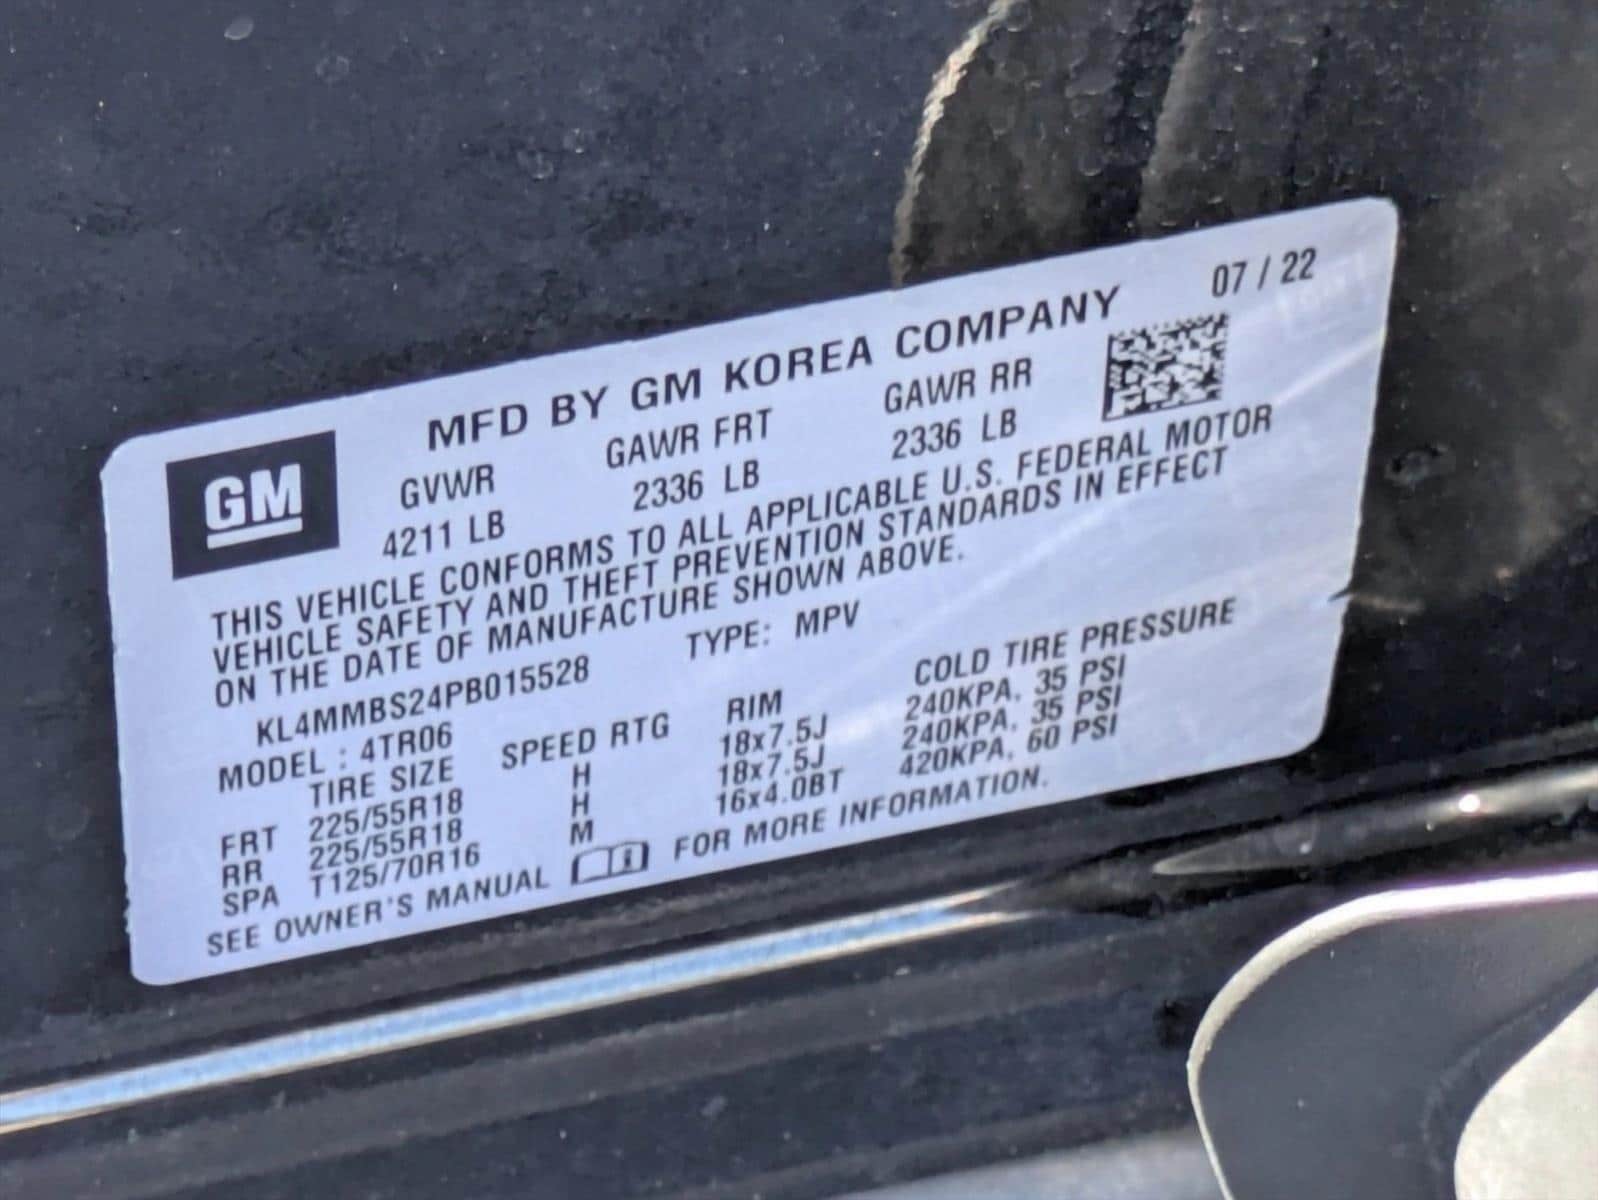 07 / 22
MFD BY GM KOREA COMPANY
GM
GVWR GAWR FRT GAWR RR
4211 LB 2336 LB 2336 LB
THIS VEHICLE CONFORMS TO ALL APPLICABLE U.S. FEDERAL MOTOR
VEHICLE SAFETY AND THEFT PREVENTION STANDARDS IN EFFECT
ON THE DATE OF MANUFACTURE SHOWN ABOVE.
KL4MMBS24PB015528 TYPE: MPV
MODEL : 4TR06
TIRE SIZE SPEED RTG RIM COLD TIRE PRESSURE
FRT 225/55R18 H 18x7.5J 240KPA, 35 PSI
RR 225/55R18 H 18x7.5J 240KPA, 35 PSI
SPA T125/70R16 M 16x4.0BT 420KPA, 60 PSI
SEE OWNER'S MANUAL i FOR MORE INFORMATION.